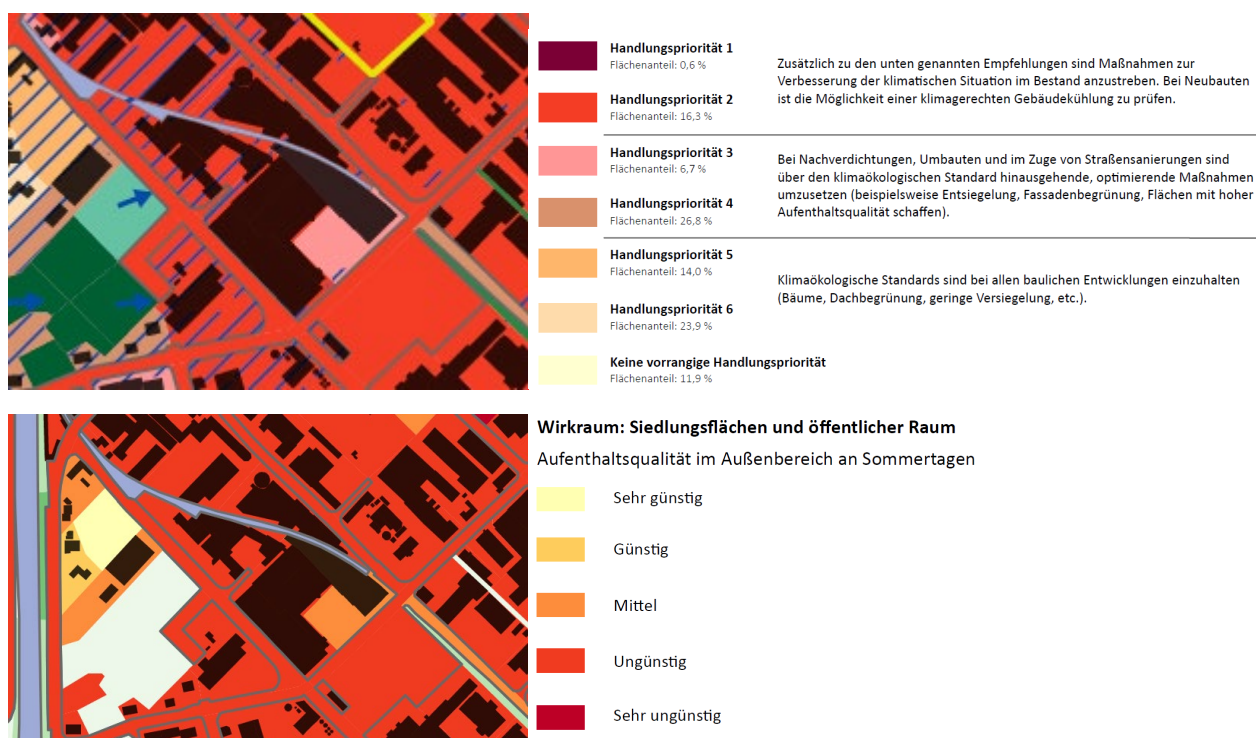 Handlungspriorität 1
Flächenanteil: 0,6 %
Handlungspriorität 2
Flächenanteil: 16,3 %
Zusätzlich zu den unten genannten Empfehlungen sind Maßnahmen zur
Verbesserung der klimatischen Situation im Bestand anzustreben. Bei Neubauten
ist die Möglichkeit einer klimagerechten Gebäudekühlung zu prüfen.
Handlungspriorität 3
Flächenanteil: 6,7 %
Handlungspriorität 4
Flächenanteil: 26,8 %
Bei Nachverdichtungen, Umbauten und im Zuge von Straßensanierungen sind
über den klimaökologischen Standard hinausgehende, optimierende Maßnahmen
umzusetzen (beispielsweise Entsiegelung, Fassadenbegrünung, Flächen mit hoher
Aufenthaltsqualität schaffen).
Handlungspriorität 5
Flächenanteil: 14,0 %
Handlungspriorität 6
Flächenanteil: 23,9 %
Klimaökologische Standards sind bei allen baulichen Entwicklungen einzuhalten
(Bäume, Dachbegrünung, geringe Versiegelung, etc.).
Keine vorrangige Handlungspriorität
Flächenanteil: 11,9 %
Wirkraum: Siedlungsflächen und öffentlicher Raum
Aufenthaltsqualität im Außenbereich an Sommertagen
Sehr günstig
Günstig
Mittel
Ungünstig
Sehr ungünstig